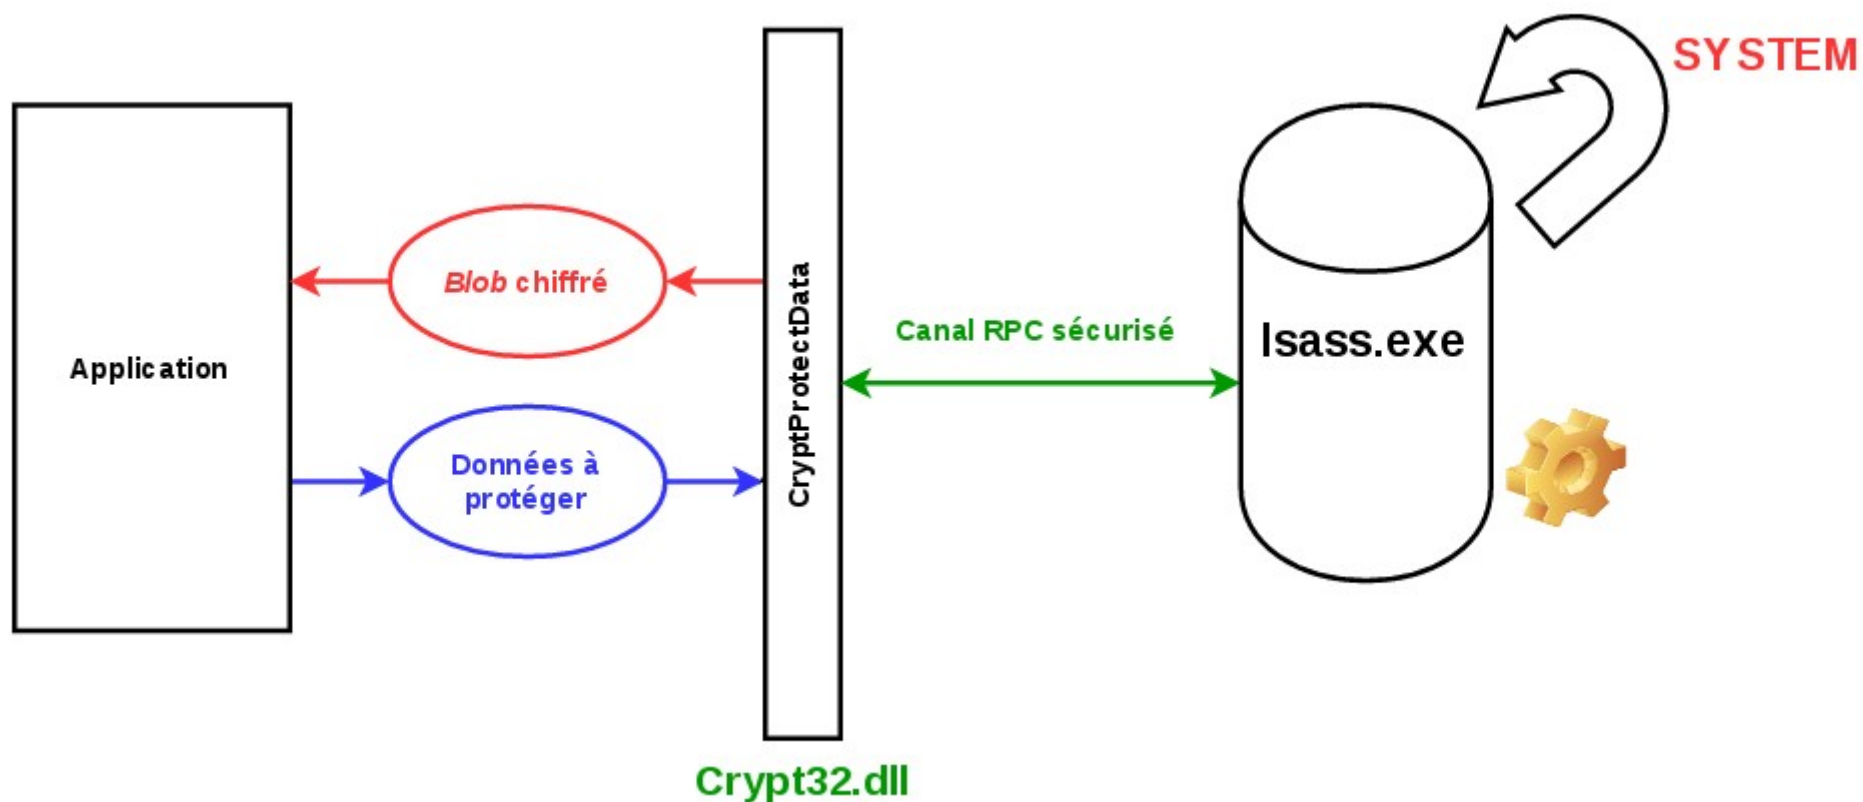 SYSTEM
Application
Blob chiffré
Données à
protéger
CryptProtectData
Canal RPC sécurisé
lsass.exe
Crypt32.dll